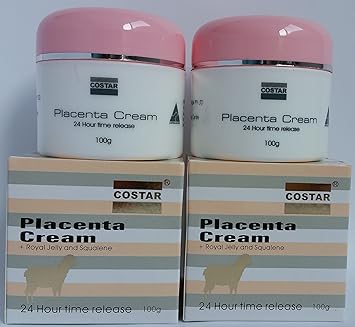 COSTAR
Placenta Cream
24 Hour time release
100g
COSTAR
Placenta Cream
24 Hour time release
100g
COSTAR®
Placenta
Cream
+ Royal Jelly and Squalene
24 Hour time release 100g
COSTAR®
Placenta
Cream
+ Royal Jelly and Squalene
24 Hour time release 100g